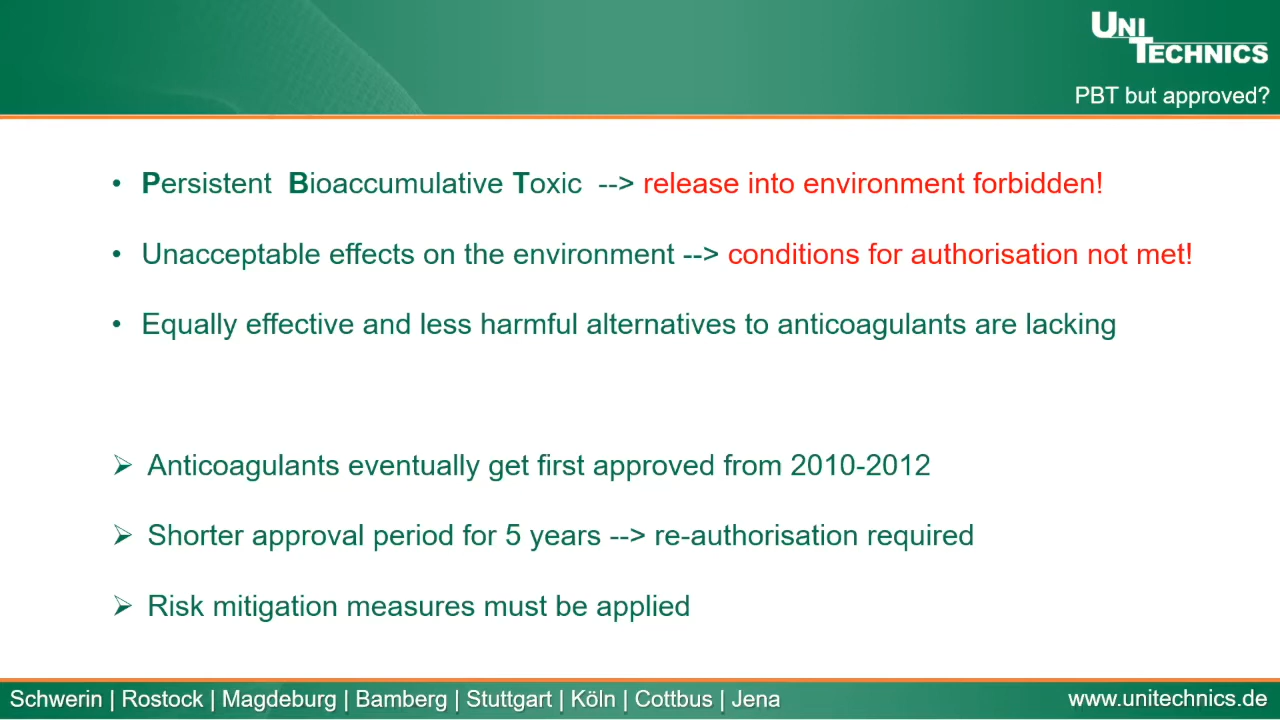 UNI
TECHNICS
PBT but approved?
• Persistent Bioaccumulative Toxic --> release into environment forbidden!
• Unacceptable effects on the environment --> conditions for authorisation not met!
• Equally effective and less harmful alternatives to anticoagulants are lacking
➢ Anticoagulants eventually get first approved from 2010-2012
➢ Shorter approval period for 5 years --> re-authorisation required
➢ Risk mitigation measures must be applied
Schwerin | Rostock | Magdeburg | Bamberg | Stuttgart | Köln | Cottbus | Jena
www.unitechnics.de